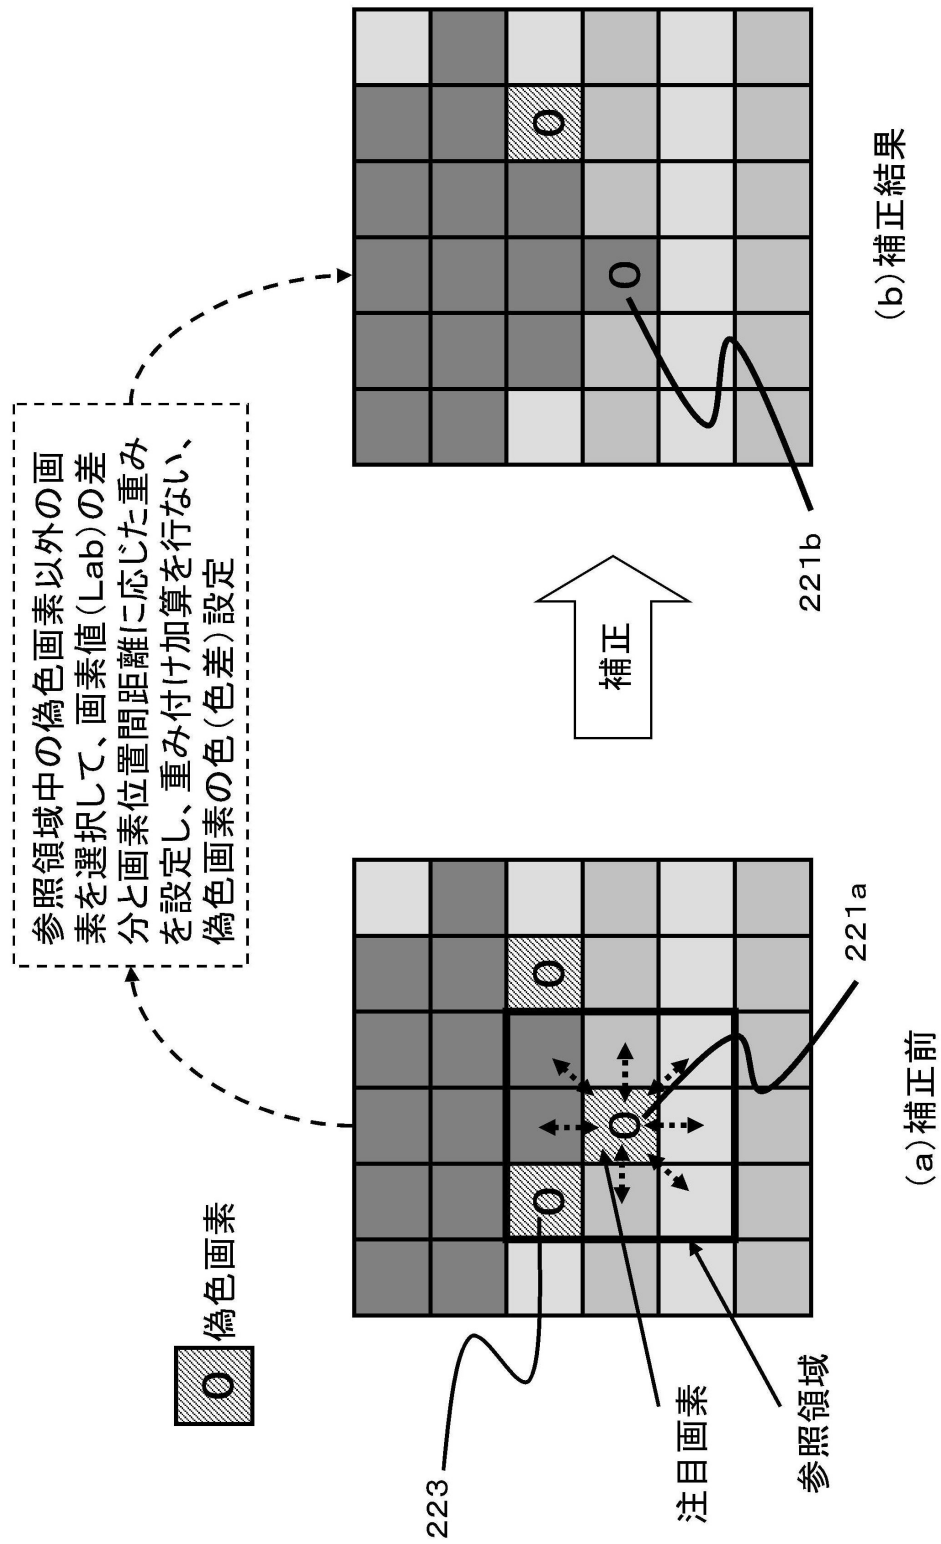 0
偽色画素
参照領域中の偽色画素以外の画
素を選択して、画素値(Lab)の差
分と画素位置間距離に応じた重み
を設定し、重み付け加算を行ない、
偽色画素の色(色差)設定
223
0
0
0
注目画素
参照領域
221a
(a)補正前
補正
0
0
221b
(b)補正結果